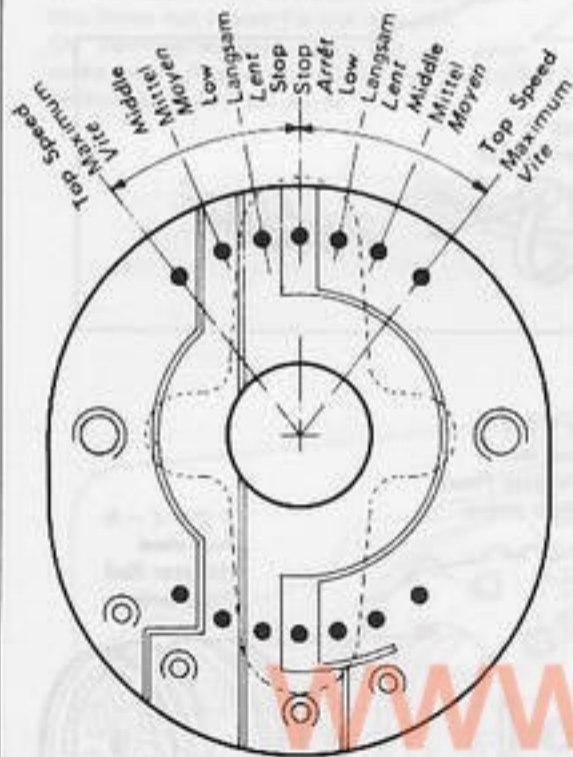 Top Speed
Maximum
Vite
Middle
Mittel
Moyen
Low
Langsam
Lent
Stop
Stop
Arrêt
Low
Langsam
Lent
Middle
Mittel
Moyen
Top Speed
Maximum
Vite
www